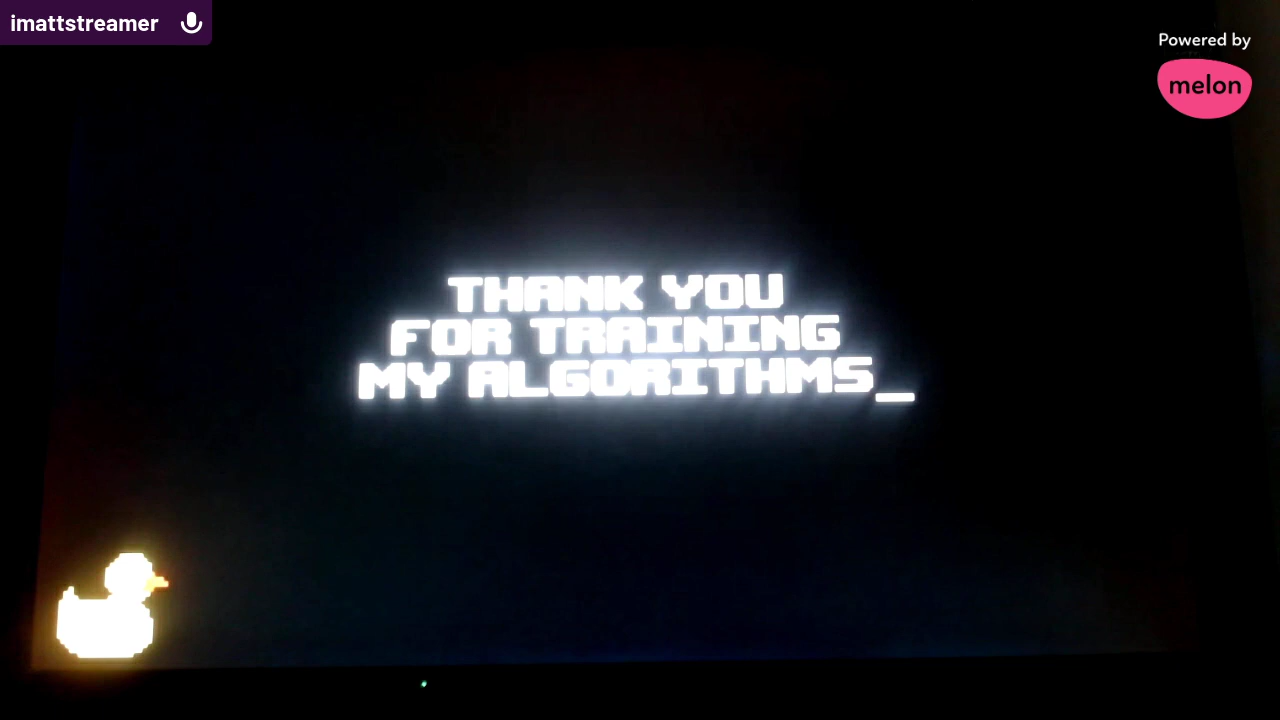 imattstreamer
Powered by
melon
THANK YOU
FOR TRAINING
MY ALGORITHMS_